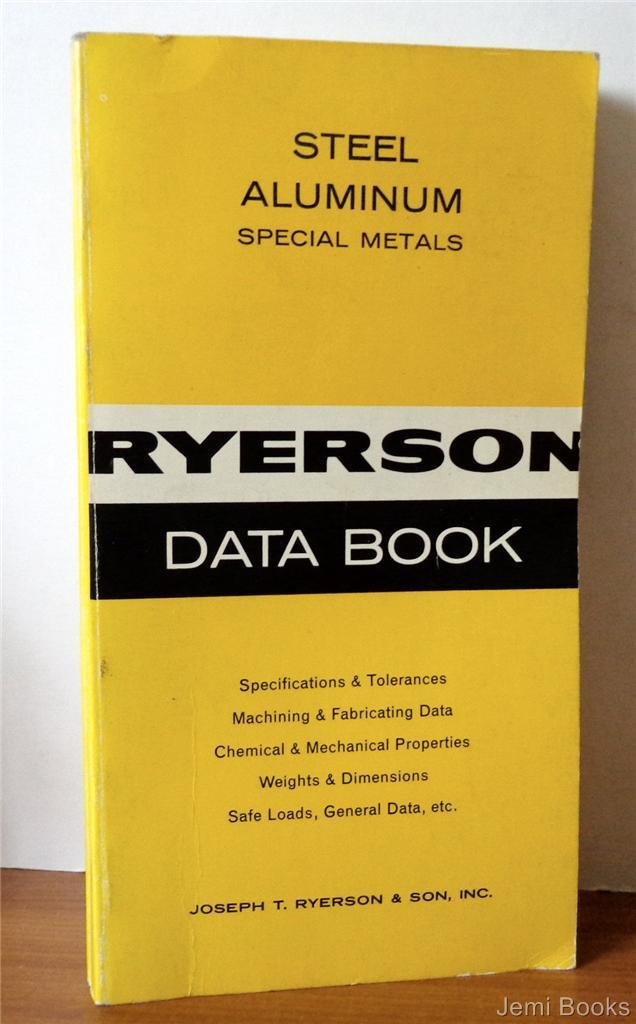 STEEL
ALUMINUM
SPECIAL METALS
RYERSON
DATA BOOK
Specifications & Tolerances
Machining & Fabricating Data
Chemical & Mechanical Properties
Weights & Dimensions
Safe Loads, General Data, etc.
JOSEPH T. RYERSON & SON, INC.
Jemi Books